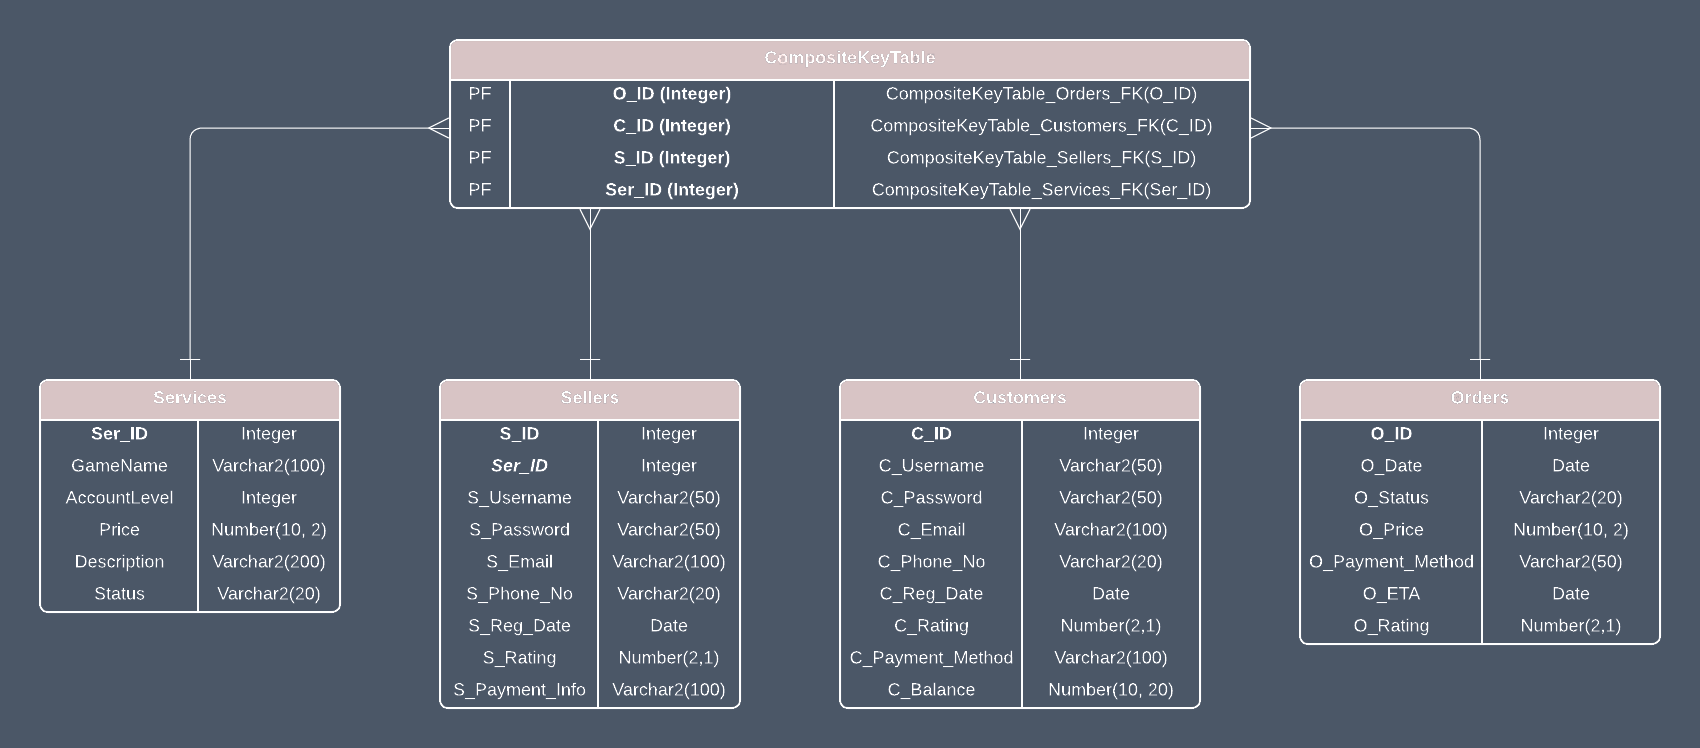 CompositeKeyTable
PF O_ID (Integer) CompositeKeyTable_Orders_FK(O_ID)
PF C_ID (Integer) CompositeKeyTable_Customers_FK(C_ID)
PF S_ID (Integer) CompositeKeyTable_Sellers_FK(S_ID)
PF Ser_ID (Integer) CompositeKeyTable_Services_FK(Ser_ID)
Services
Ser_ID Integer
GameName Varchar2(100)
AccountLevel Integer
Price Number(10, 2)
Description Varchar2(200)
Status Varchar2(20)
Sellers
S_ID Integer
Ser_ID Integer
S_Username Varchar2(50)
S_Password Varchar2(50)
S_Email Varchar2(100)
S_Phone_No Varchar2(20)
S_Reg_Date Date
S_Rating Number(2,1)
S_Payment_Info Varchar2(100)
Customers
C_ID Integer
C_Username Varchar2(50)
C_Password Varchar2(50)
C_Email Varchar2(100)
C_Phone_No Varchar2(20)
C_Reg_Date Date
C_Rating Number(2,1)
C_Payment_Method Varchar2(100)
C_Balance Number(10, 20)
Orders
O_ID Integer
O_Date Date
O_Status Varchar2(20)
O_Price Number(10, 2)
O_Payment_Method Varchar2(50)
O_ETA Date
O_Rating Number(2,1)